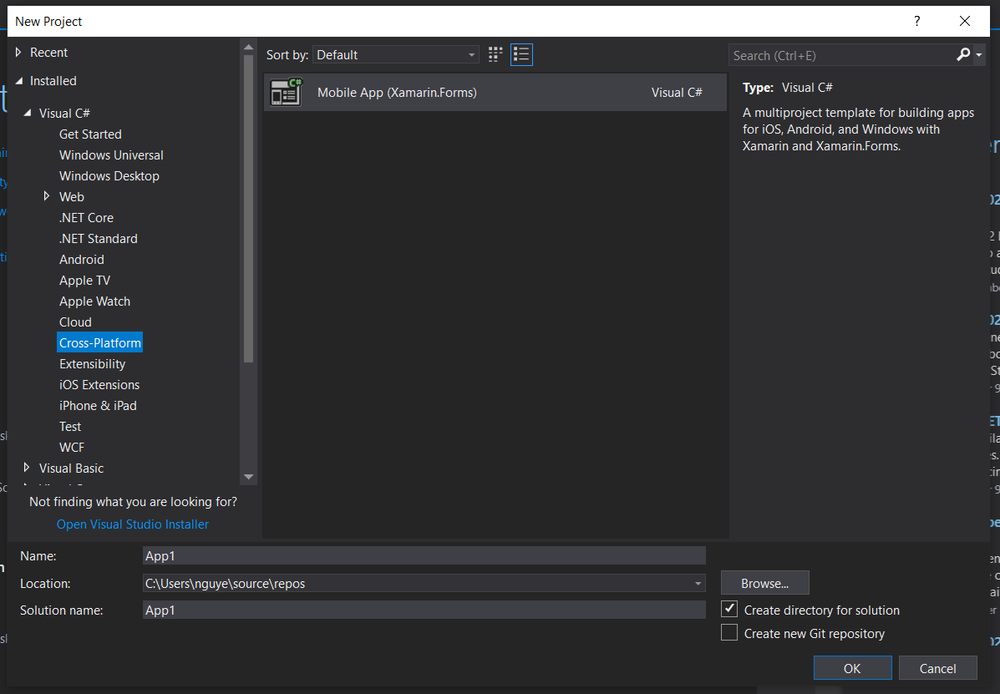 New Project
?
Recent
Installed
Visual C#
Get Started
Windows Universal
Windows Desktop
Web
.NET Core
.NET Standard
Android
Apple TV
Apple Watch
Cloud
Cross-Platform
Extensibility
iOS Extensions
iPhone & iPad
Test
WCF
Visual Basic
Not finding what you are looking for?
Open Visual Studio Installer
Sort by: Default
Search (Ctrl+E)
C#
Mobile App (Xamarin.Forms) Visual C#
Type: Visual C#
A multiproject template for building apps
for iOS, Android, and Windows with
Xamarin and Xamarin.Forms.
Name: App1
Location: C:\Users\nguye\source\repos
Browse...
Solution name: App1
Create directory for solution
Create new Git repository
OK Cancel